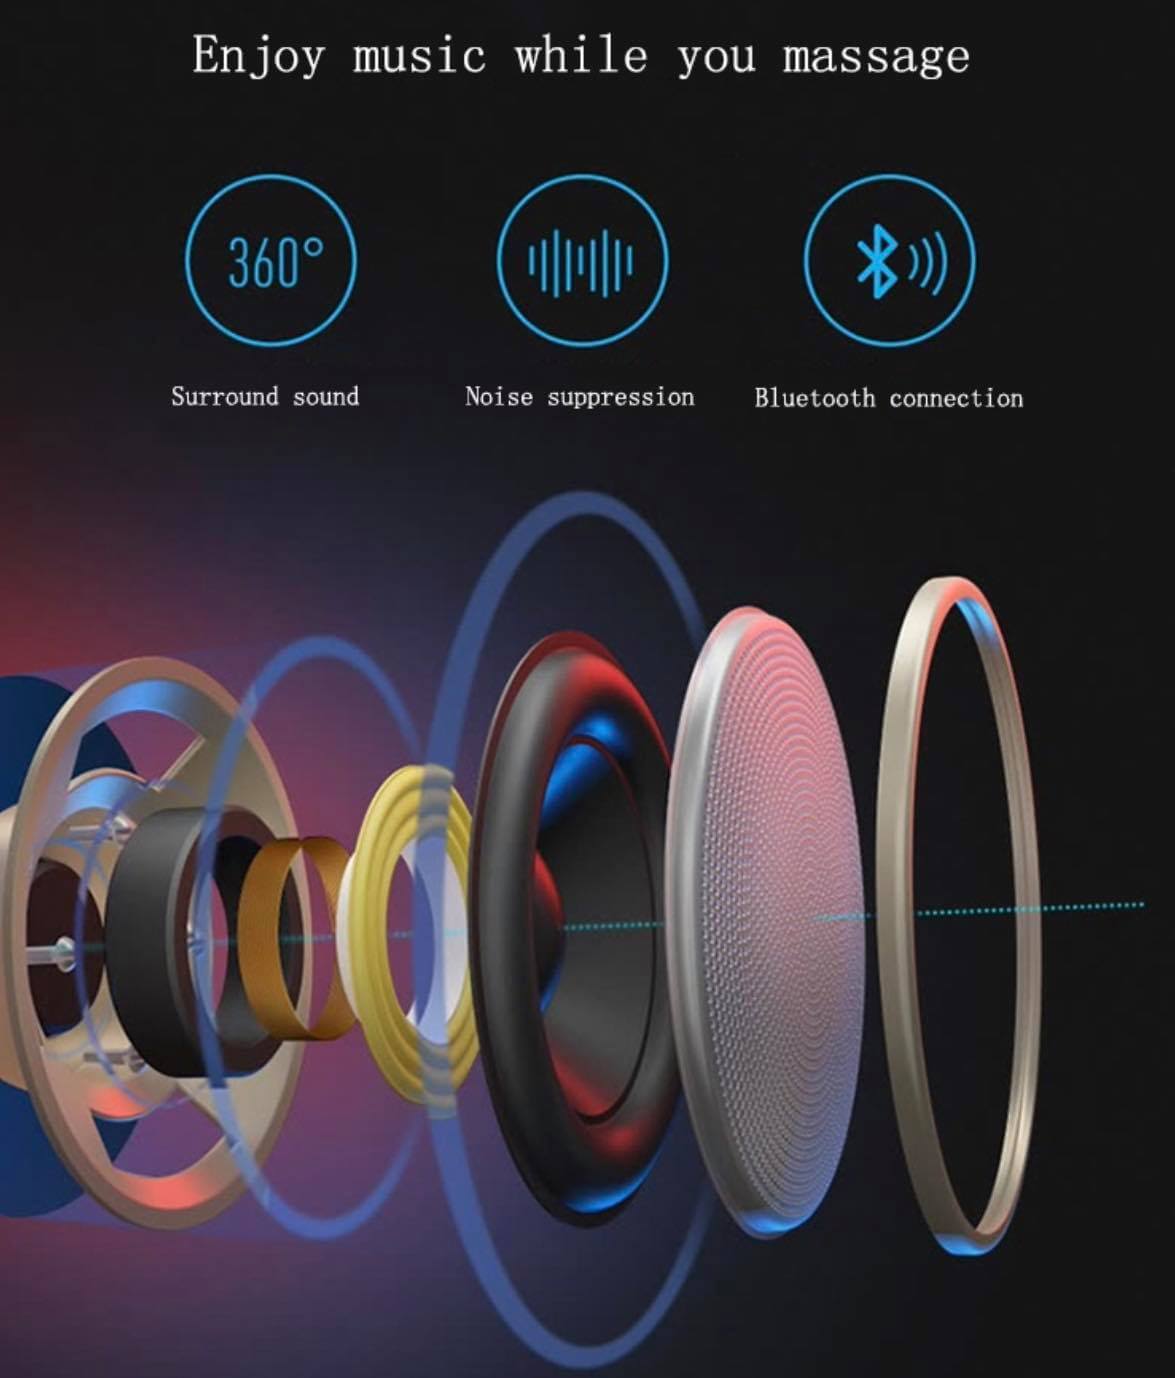 Enjoy music while you massage
360°
Surround sound
Noise suppression
Bluetooth connection